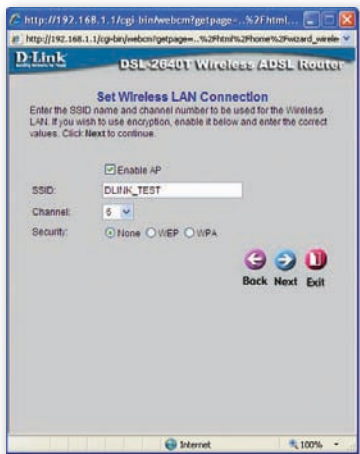 http://192.168.1.1/cgi-bin/webcm?getpage=..%2Fhtml...
http://192.168.1.1/cgi-bin/webcm?getpage=..%2Fhtml%2Fhome%2Fwizard_wirele
D-Link
Building Networks for People
DSL-2640T Wireless ADSL Router
Set Wireless LAN Connection
Enter the SSID name and channel number to be used for the Wireless
LAN. If you wish to use encryption, enable it below and enter the correct
values. Click Next to continue.
Enable AP
SSID: DLINK_TEST
Channel: 6
Security: None WEP WPA
Back Next Exit
Internet 100%